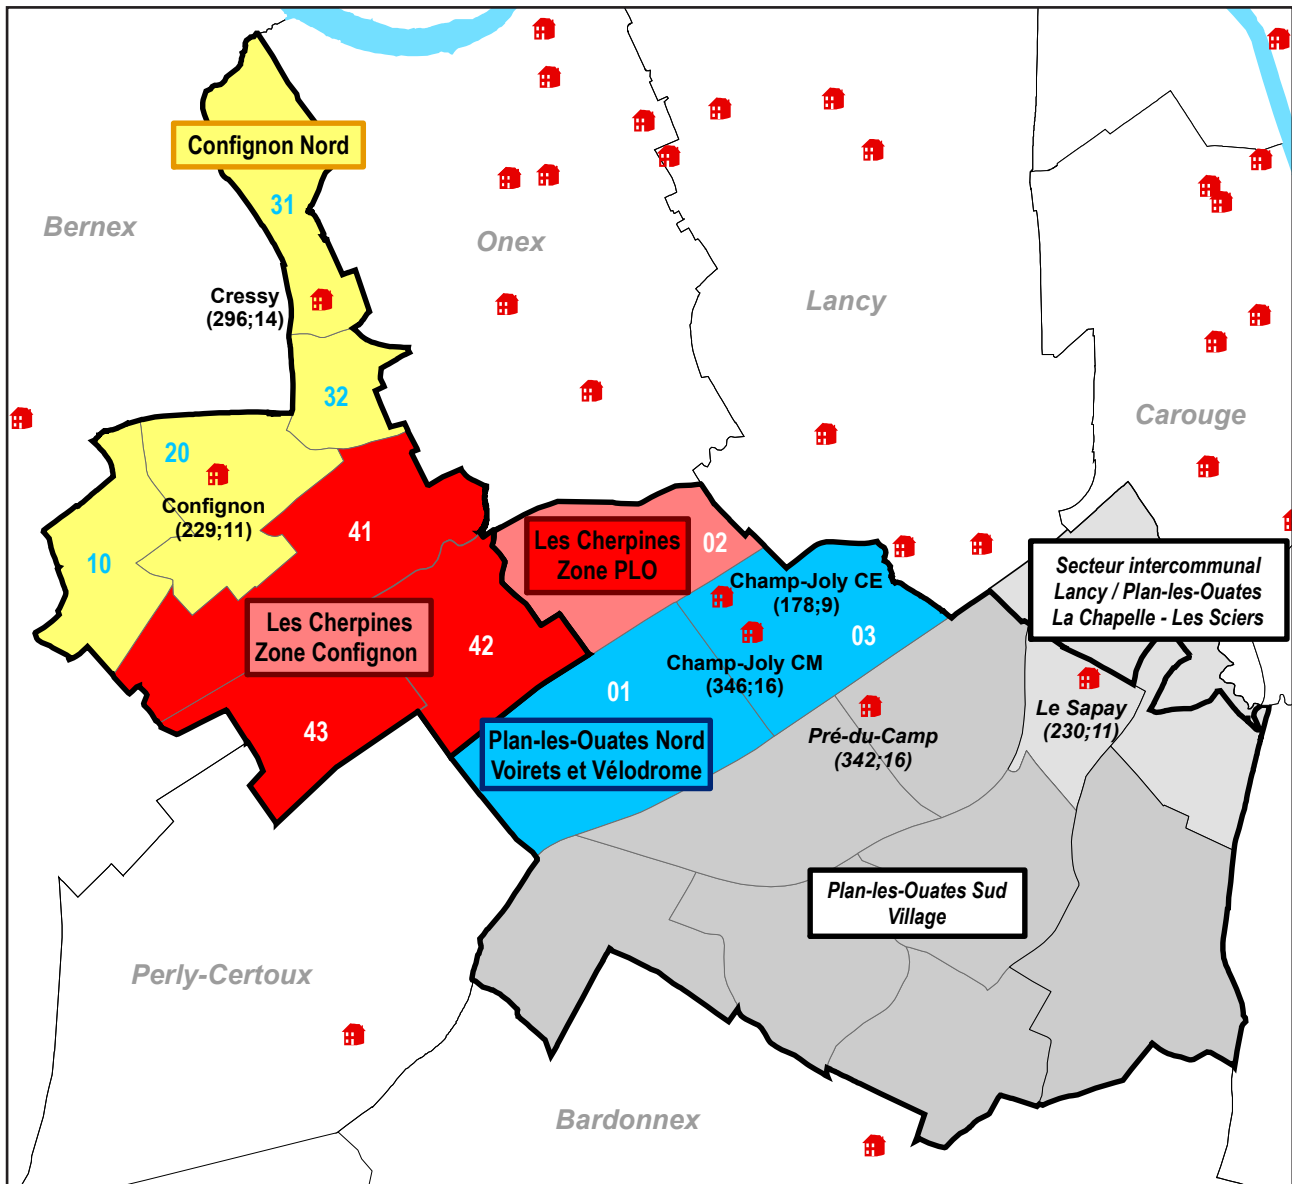 Confignon Nord
31
Bernex
Onex
Cressy
(296;14)
Lancy
32
Carouge
20
Confignon
(229;11)
10
41
Les Cherpines
Zone PLO
02
Champ-Joly CE
(178;9)
Secteur intercommunal
Lancy / Plan-les-Ouates
La Chapelle - Les Sciers
Les Cherpines
Zone Confignon
42
03
Champ-Joly CM
(346;16)
01
43
Plan-les-Ouates Nord
Voirets et Vélodrome
Pré-du-Camp
(342;16)
Le Sapay
(230;11)
Plan-les-Ouates Sud
Village
Perly-Certoux
Bardonnex